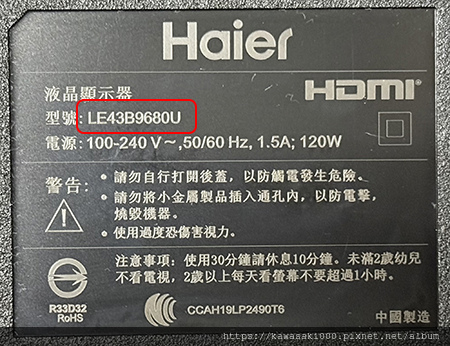 Haier
液晶顯示器
HDMI
型號: LE43B9680U
電源: 100-240 V～,50/60 Hz, 1.5A; 120W
警告: • 請勿自行打開後蓋，以防觸電發生危險。
• 請勿將小金屬製品插入通孔內，以防電擊，
燒毀機器。
• 使用過度恐傷害視力。
注意事項: 使用30分鐘請休息10分鐘。未滿2歲幼兒
不看電視，2歲以上每天看螢幕不要超過1小時。
R33D32
RoHS
CCAH19LP2490T6
中國製造
https://kawasaki1000.pixnet.net/album